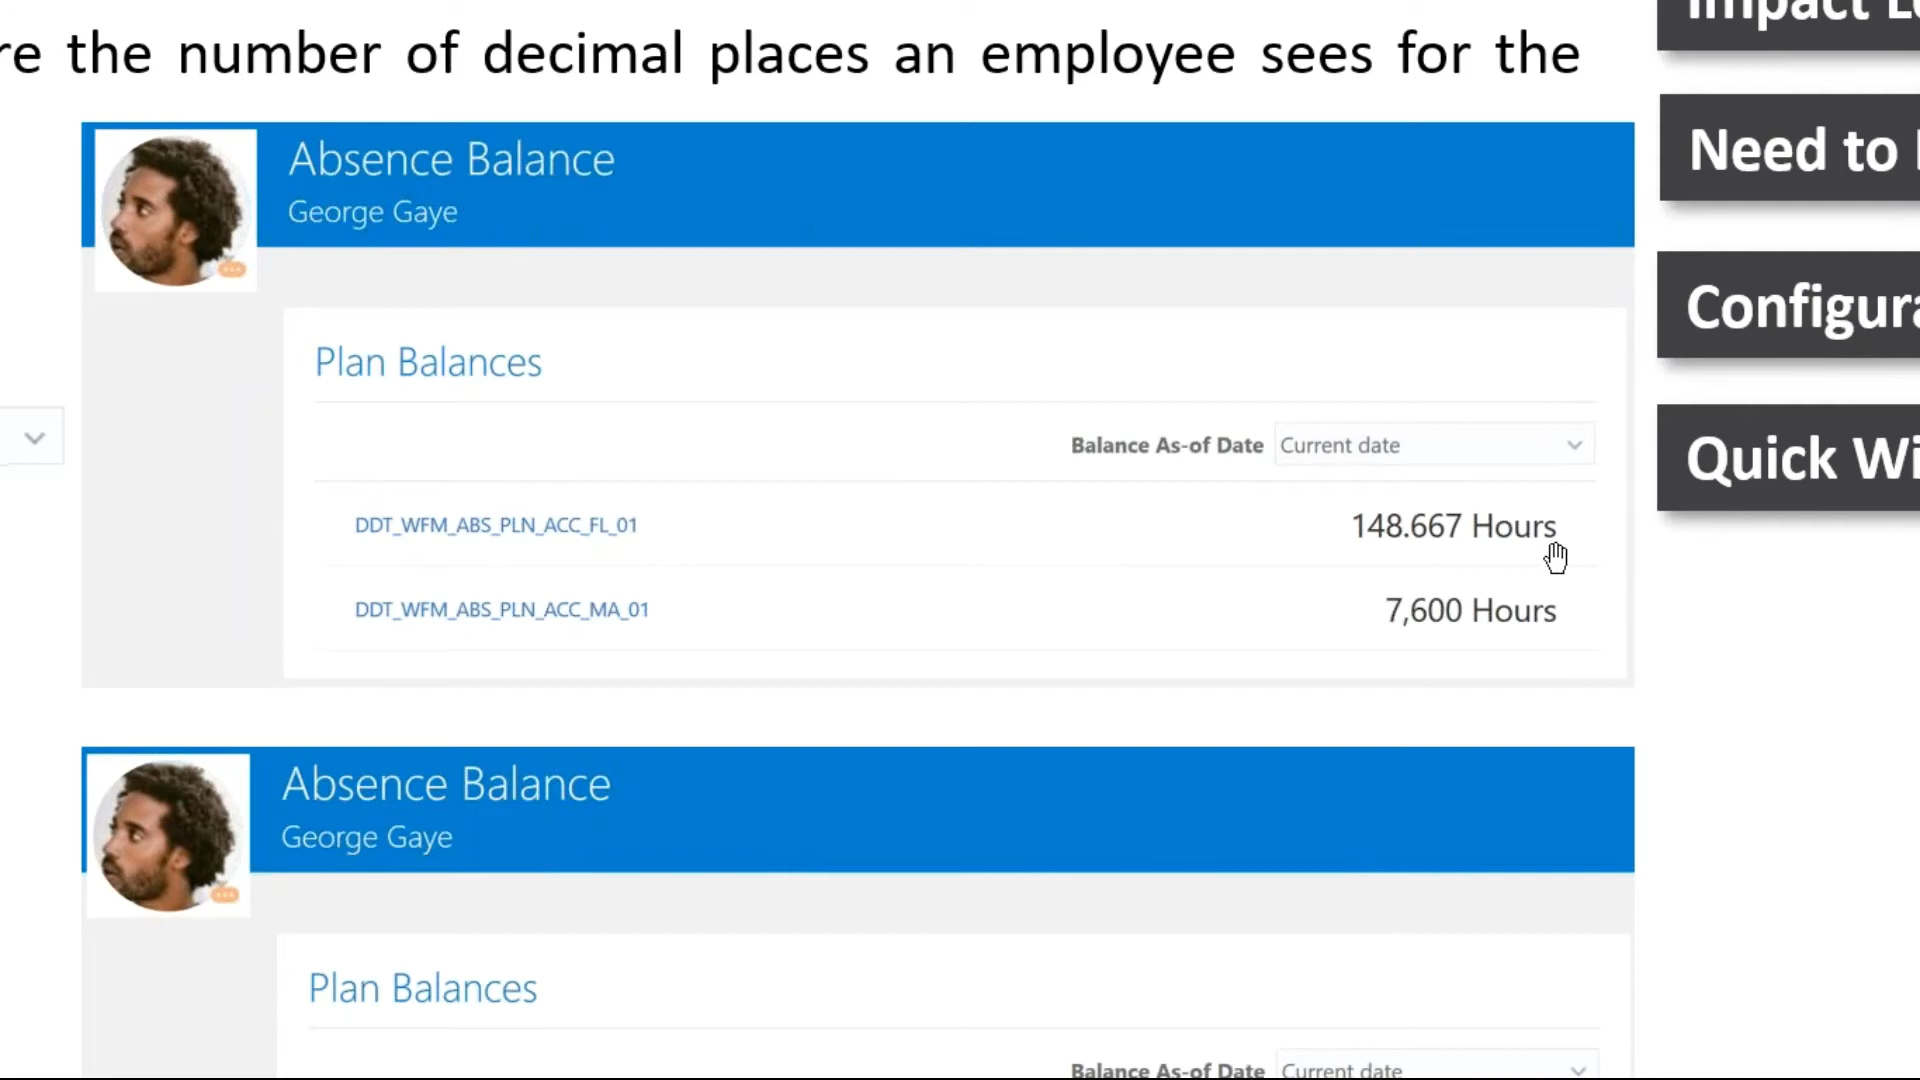 re the number of decimal places an employee sees for the
Impact
Need to
Absence Balance
George Gaye
Plan Balances
Balance As-of Date Current date
DDT_WFM_ABS_PLN_ACC_FL_01 148.667 Hours
DDT_WFM_ABS_PLN_ACC_MA_01 7,600 Hours
Configura
Quick Wi
Absence Balance
George Gaye
Plan Balances
Balance As-of Date Current date